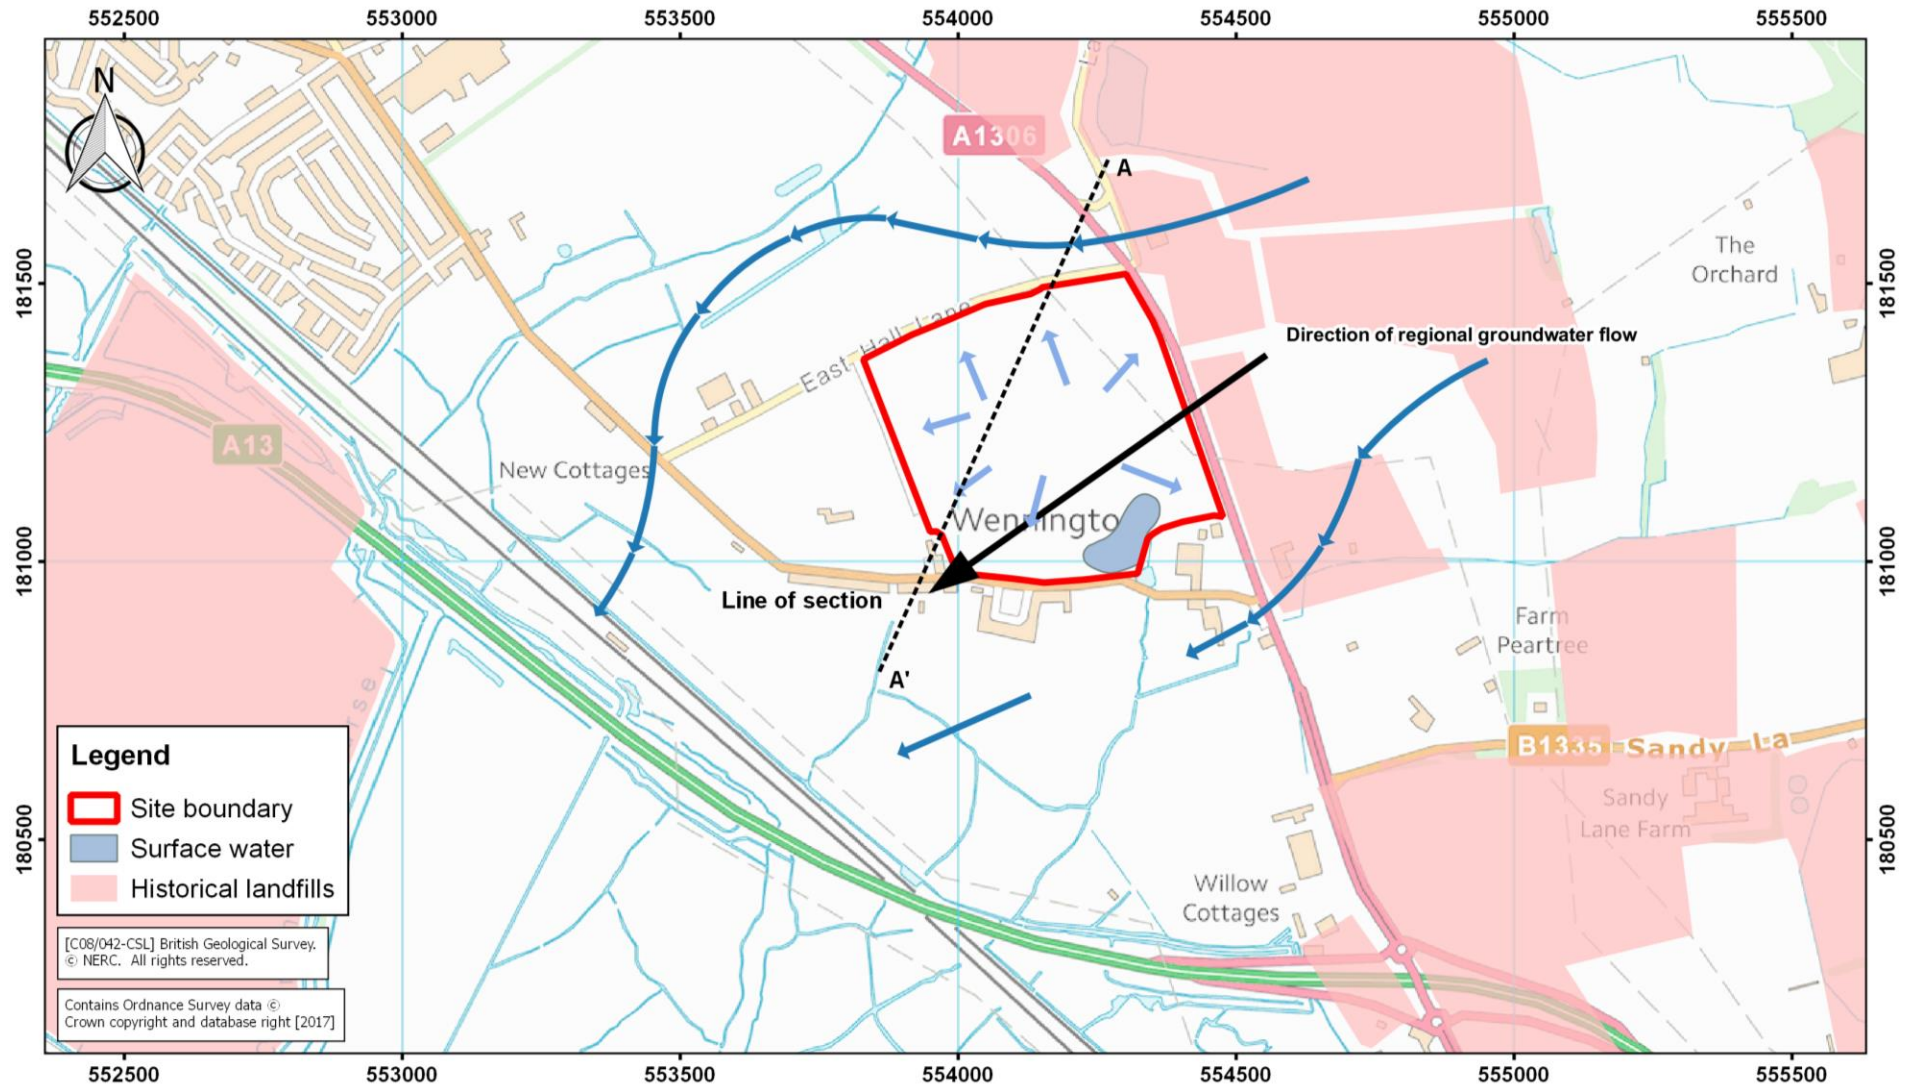 552500 553000 553500 554000 554500 555000 555500
N
A1306
A
181500
181500
The
Orchard
Direction of regional groundwater flow
East Hall Lane
A13
New Cottages
Wenningto
181000
181000
Line of section
Farm
Peartree
A'
B1335 Sandy La
Sandy
Lane Farm
180500
180500
Willow
Cottages
Legend
Site boundary
Surface water
Historical landfills
[C08/042-CSL] British Geological Survey.
© NERC. All rights reserved.
Contains Ordnance Survey data ©
Crown copyright and database right [2017]
552500 553000 553500 554000 554500 555000 555500